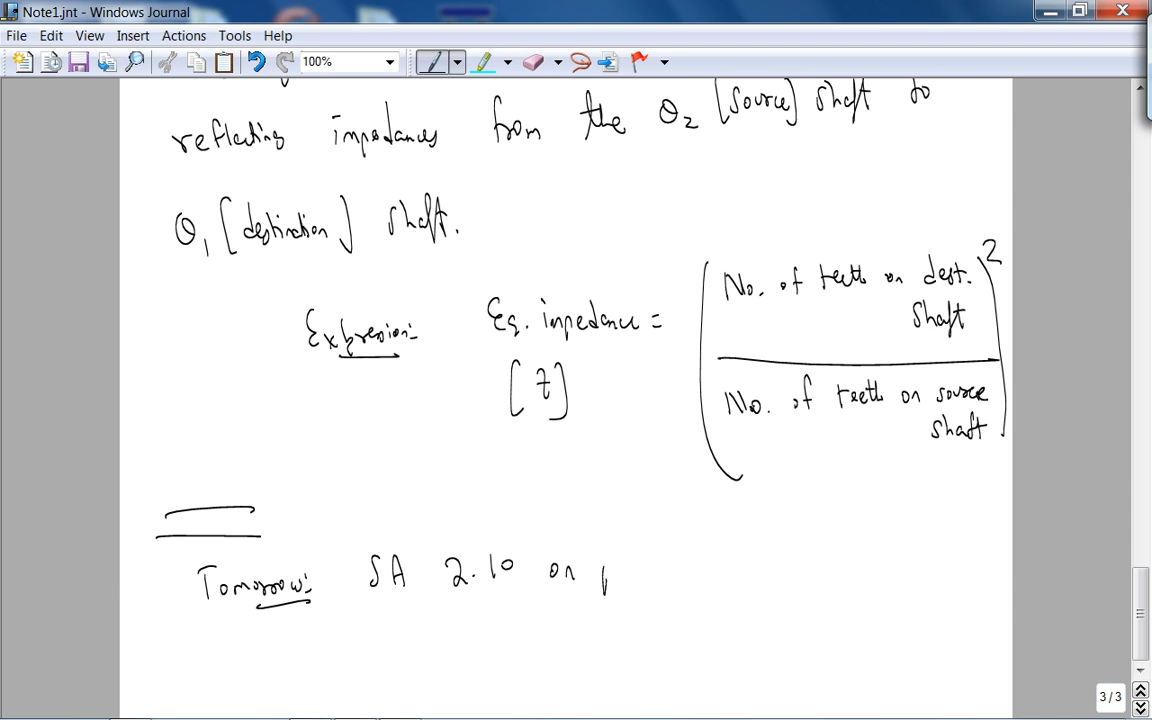 Note1.jnt - Windows Journal
File Edit View Insert Actions Tools Help
100%
reflecting impedances from the θ2 [source] shaft to
θ1 [destination] shaft.
Expression: Eq. impedance = (No. of teeth on dest. shaft / No. of teeth on source shaft)2
[z]
Tomorrow: SA 2.10 on
3/3